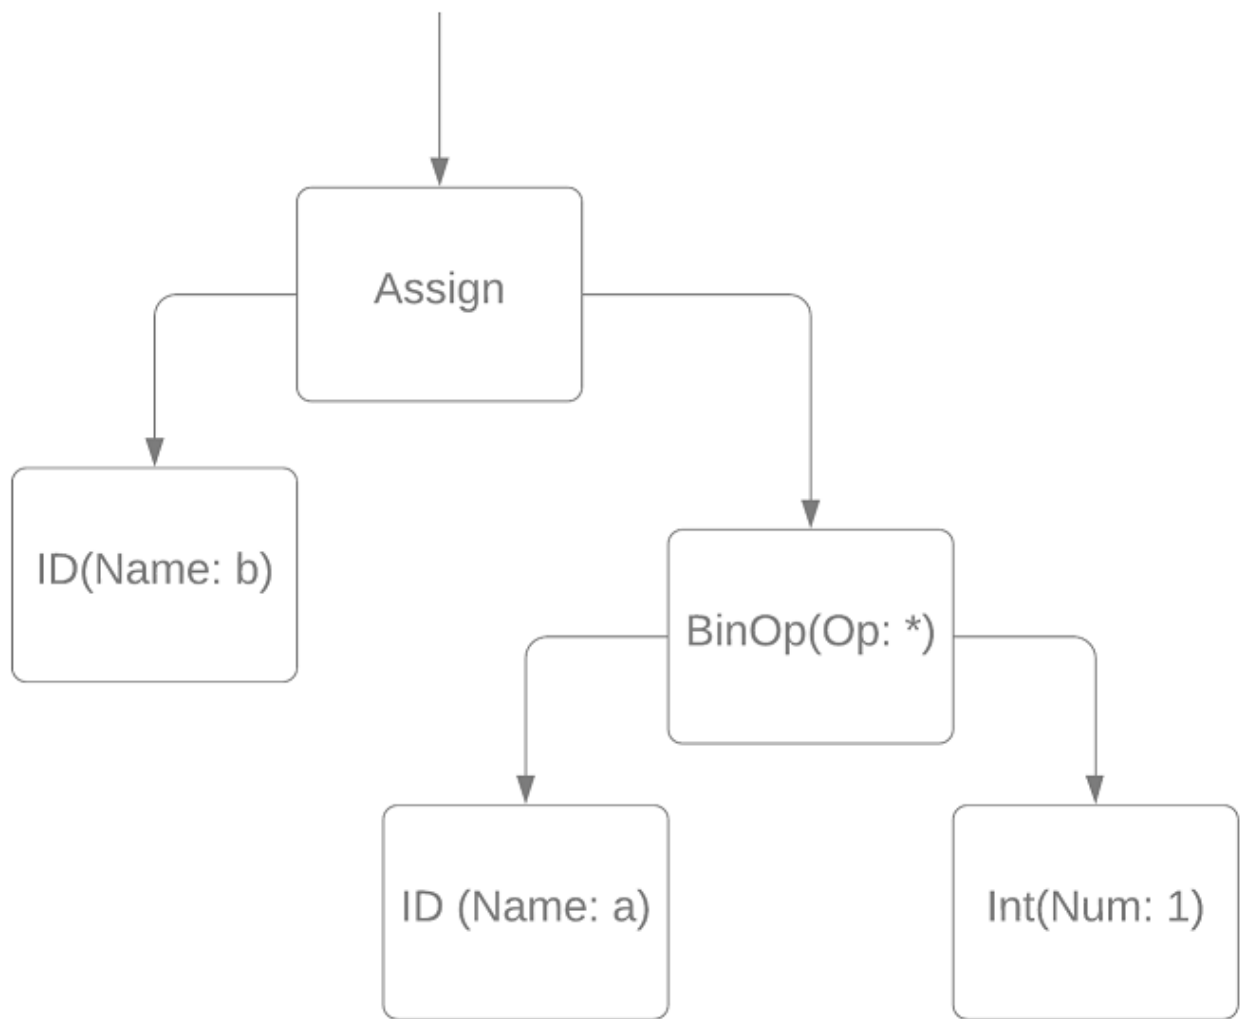 Assign
ID(Name: b)
BinOp(Op: *)
ID (Name: a)
Int(Num: 1)